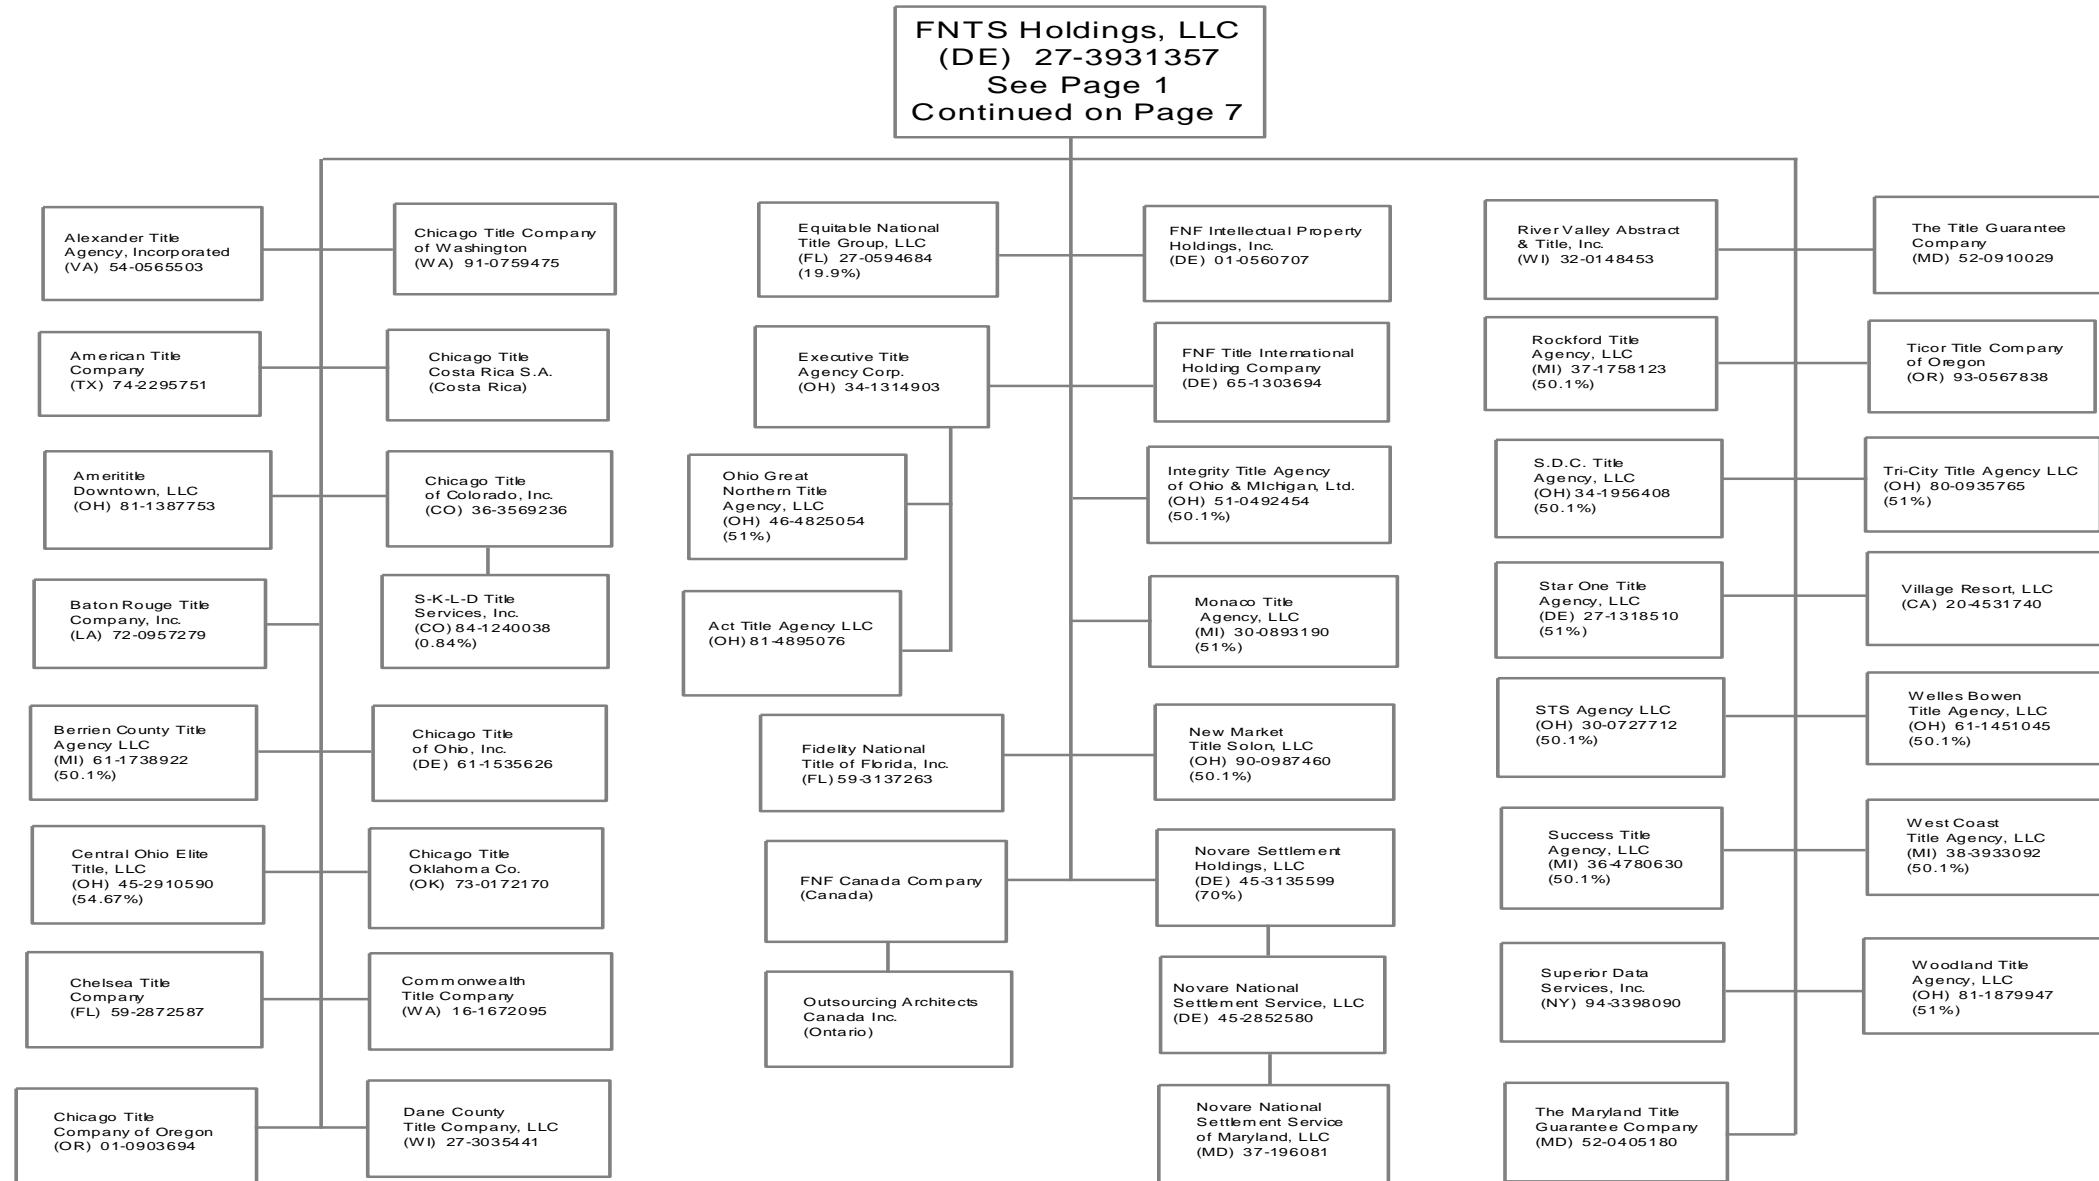 FNTS Holdings, LLC
(DE) 27-3931357
See Page 1
Continued on Page 7
Alexander Title
Agency, Incorporated
(VA) 54-0565503
American Title
Company
(TX) 74-2295751
Amerititle
Downtown, LLC
(OH) 81-1387753
Baton Rouge Title
Company, Inc.
(LA) 72-0957279
Berrien County Title
Agency LLC
(MI) 61-1738922
(50.1%)
Central Ohio Elite
Title, LLC
(OH) 45-2910590
(54.67%)
Chelsea Title
Company
(FL) 59-2872587
Chicago Title
Company of Oregon
(OR) 01-0903694
Chicago Title Company
of Washington
(WA) 91-0759475
Chicago Title
Costa Rica S.A.
(Costa Rica)
Chicago Title
of Colorado, Inc.
(CO) 36-3569236
S-K-L-D Title
Services, Inc.
(CO) 84-1240038
(0.84%)
Chicago Title
of Ohio, Inc.
(DE) 61-1535626
Chicago Title
Oklahoma Co.
(OK) 73-0172170
Commonwealth
Title Company
(WA) 16-1672095
Dane County
Title Company, LLC
(WI) 27-3035441
Equitable National
Title Group, LLC
(FL) 27-0594684
(19.9%)
Executive Title
Agency Corp.
(OH) 34-1314903
Ohio Great
Northern Title
Agency, LLC
(OH) 46-4825054
(51%)
Act Title Agency LLC
(OH) 81-4895076
Fidelity National
Title of Florida, Inc.
(FL) 59-3137263
FNF Canada Company
(Canada)
Outsourcing Architects
Canada Inc.
(Ontario)
FNF Intellectual Property
Holdings, Inc.
(DE) 01-0560707
FNF Title International
Holding Company
(DE) 65-1303694
Integrity Title Agency
of Ohio & MIchigan, Ltd.
(OH) 51-0492454
(50.1%)
Monaco Title
Agency, LLC
(MI) 30-0893190
(51%)
New Market
Title Solon, LLC
(OH) 90-0987460
(50.1%)
Novare Settlement
Holdings, LLC
(DE) 45-3135599
(70%)
Novare National
Settlement Service, LLC
(DE) 45-2852580
Novare National
Settlement Service
of Maryland, LLC
(MD) 37-196081
River Valley Abstract
& Title, Inc.
(WI) 32-0148453
Rockford Title
Agency, LLC
(MI) 37-1758123
(50.1%)
S.D.C. Title
Agency, LLC
(OH) 34-1956408
(50.1%)
Star One Title
Agency, LLC
(DE) 27-1318510
(51%)
STS Agency LLC
(OH) 30-0727712
(50.1%)
Success Title
Agency, LLC
(MI) 36-4780630
(50.1%)
Superior Data
Services, Inc.
(NY) 94-3398090
The Maryland Title
Guarantee Company
(MD) 52-0405180
The Title Guarantee
Company
(MD) 52-0910029
Ticor Title Company
of Oregon
(OR) 93-0567838
Tri-City Title Agency LLC
(OH) 80-0935765
(51%)
Village Resort, LLC
(CA) 20-4531740
Welles Bowen
Title Agency, LLC
(OH) 61-1451045
(50.1%)
West Coast
Title Agency, LLC
(MI) 38-3933092
(50.1%)
Woodland Title
Agency, LLC
(OH) 81-1879947
(51%)